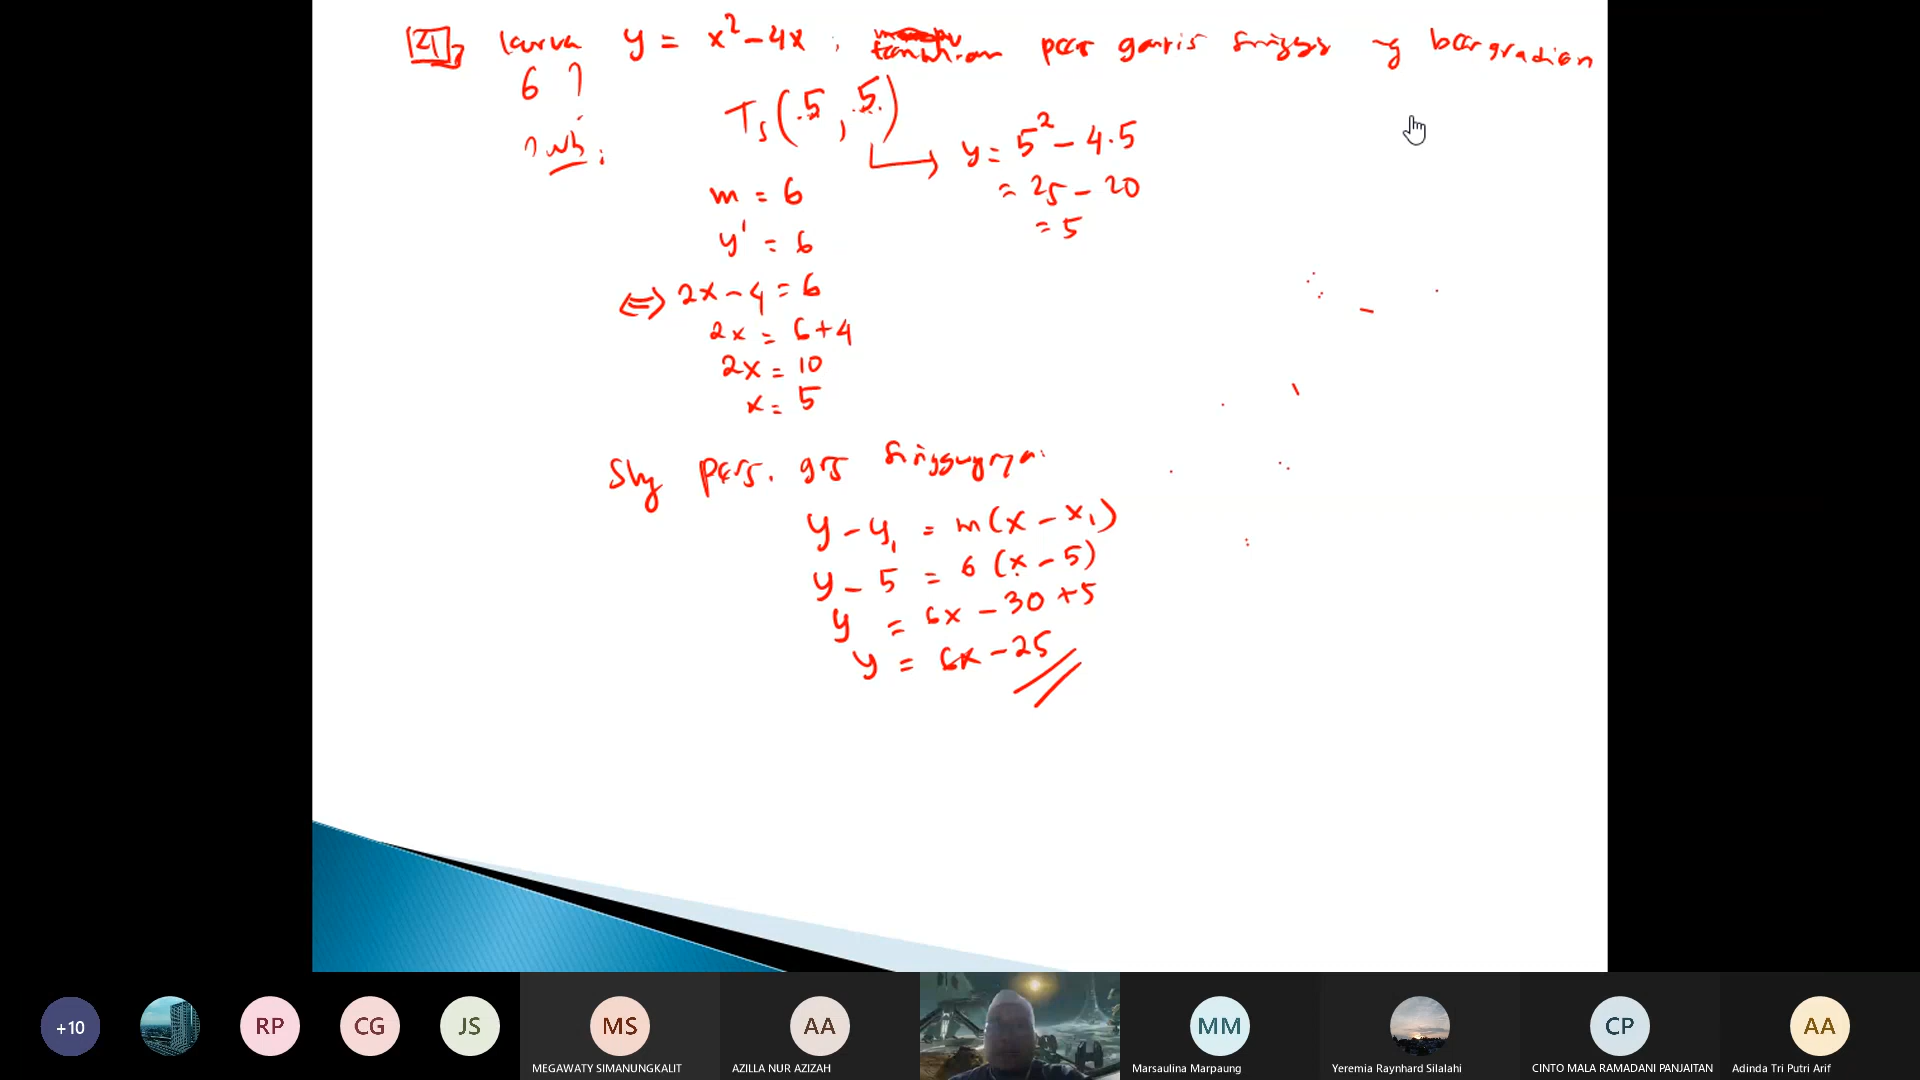 21, kurva y = x² - 4x, tentukan pers garis singgung yg bergradien
6 ?
Jwb :
Ts (5, 5)
y = 5² - 4.5
= 25 - 20
= 5
m = 6
y' = 6
⇔ 2x - 4 = 6
2x = 6 + 4
2x = 10
x = 5
Shg pers. grs singgungnya:
y - y₁ = m(x - x₁)
y - 5 = 6 (x - 5)
y = 6x - 30 + 5
y = 6x - 25
+10
RP
CG
JS
MS
AA
MM
CP
AA
MEGAWATY SIMANUNGKALIT
AZILLA NUR AZIZAH
Marsaulina Marpaung
Yeremia Raynhard Silalahi
CINTO MALA RAMADANI PANJAITAN
Adinda Tri Putri Arif